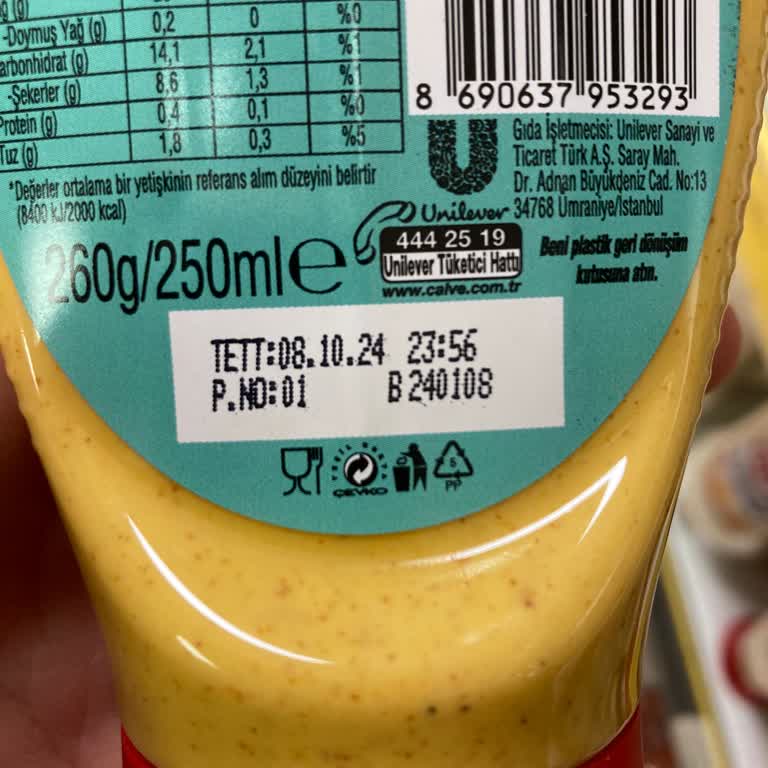 ğ (g) %0
-Doymuş Yağ (g) 0,2 0 %0
arbonhidrat (g) 14,1 2,1 %1
-Şekerler (g) 8,6 1,3 %1
Protein (g) 0,4 0,1 %0
Tuz (g) 1,8 0,3 %5
*Değerler ortalama bir yetişkinin referans alım düzeyini belirtir
(8400 kJ/2000 kcal)
8 690637 953293
Gıda İşletmecisi: Unilever Sanayi ve
Ticaret Türk A.Ş. Saray Mah.
Dr. Adnan Büyükdeniz Cad. No:13
34768 Ümraniye/İstanbul
Unilever
444 25 19
Unilever Tüketici Hattı
www.calve.com.tr
Beni plastik geri dönüşüm
kutusuna atın.
260g/250ml e
TETT:08.10.24 23:56
P.NO:01 B 240108
ÇEVKO
5
PP